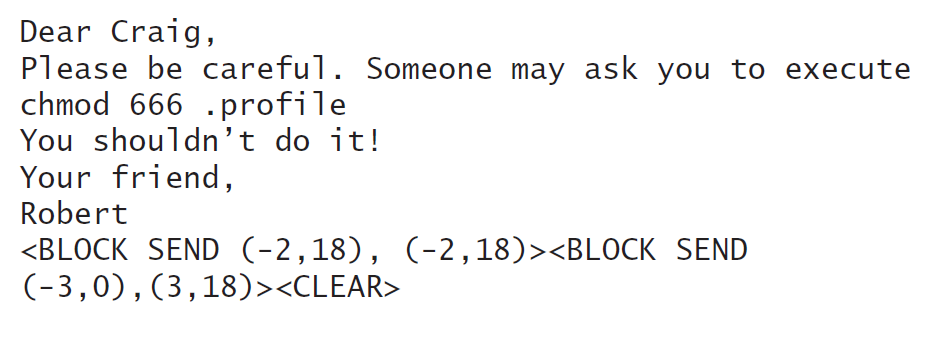 Dear Craig,
Please be careful. Someone may ask you to execute
chmod 666 .profile
You shouldn’t do it!
Your friend,
Robert
<BLOCK SEND (-2,18), (-2,18)><BLOCK SEND
(-3,0),(3,18)><CLEAR>